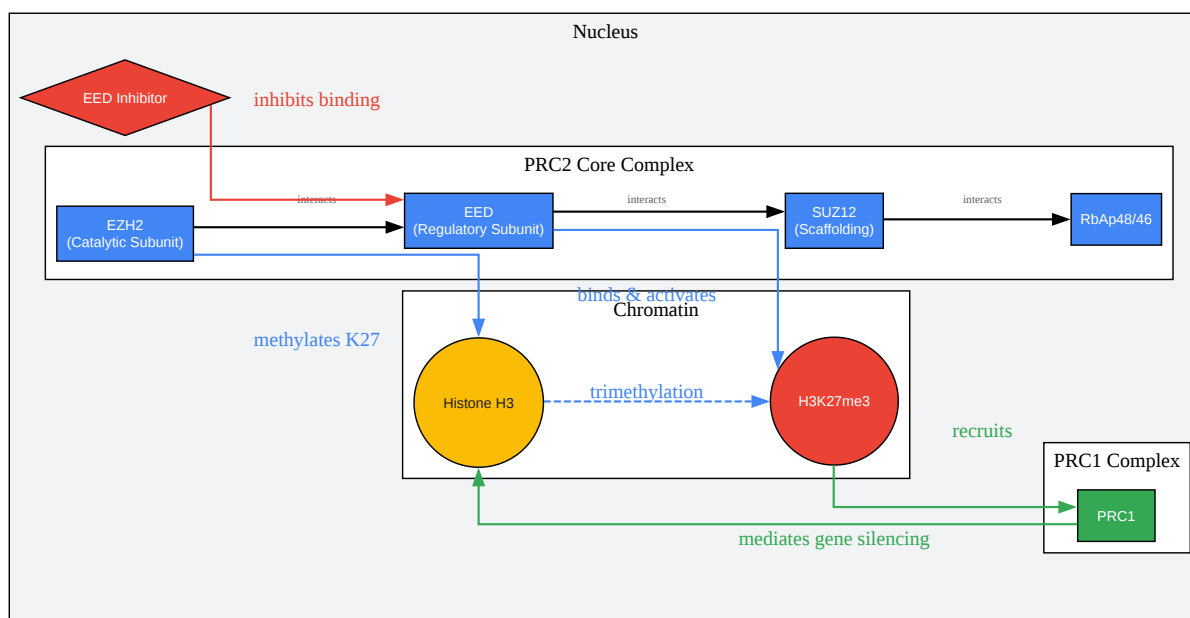 Nucleus
EED Inhibitor
inhibits binding
PRC2 Core Complex
interacts
interacts
interacts
EZH2
(Catalytic Subunit)
EED
(Regulatory Subunit)
SUZ12
(Scaffolding)
RbAp48/46
binds & activates
Chromatin
methylates K27
trimethylation
Histone H3
H3K27me3
recruits
PRC1 Complex
PRC1
mediates gene silencing